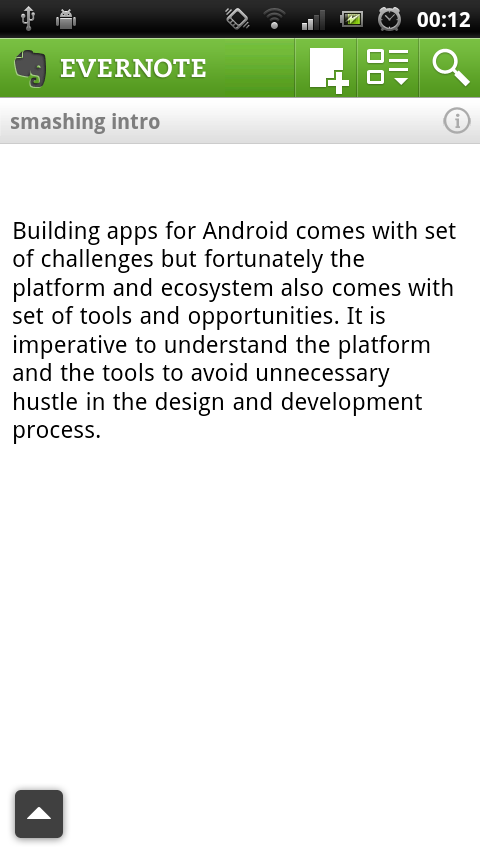 00:12
EVERNOTE
smashing intro
Building apps for Android comes with set
of challenges but fortunately the
platform and ecosystem also comes with
set of tools and opportunities. It is
imperative to understand the platform
and the tools to avoid unnecessary
hustle in the design and development
process.